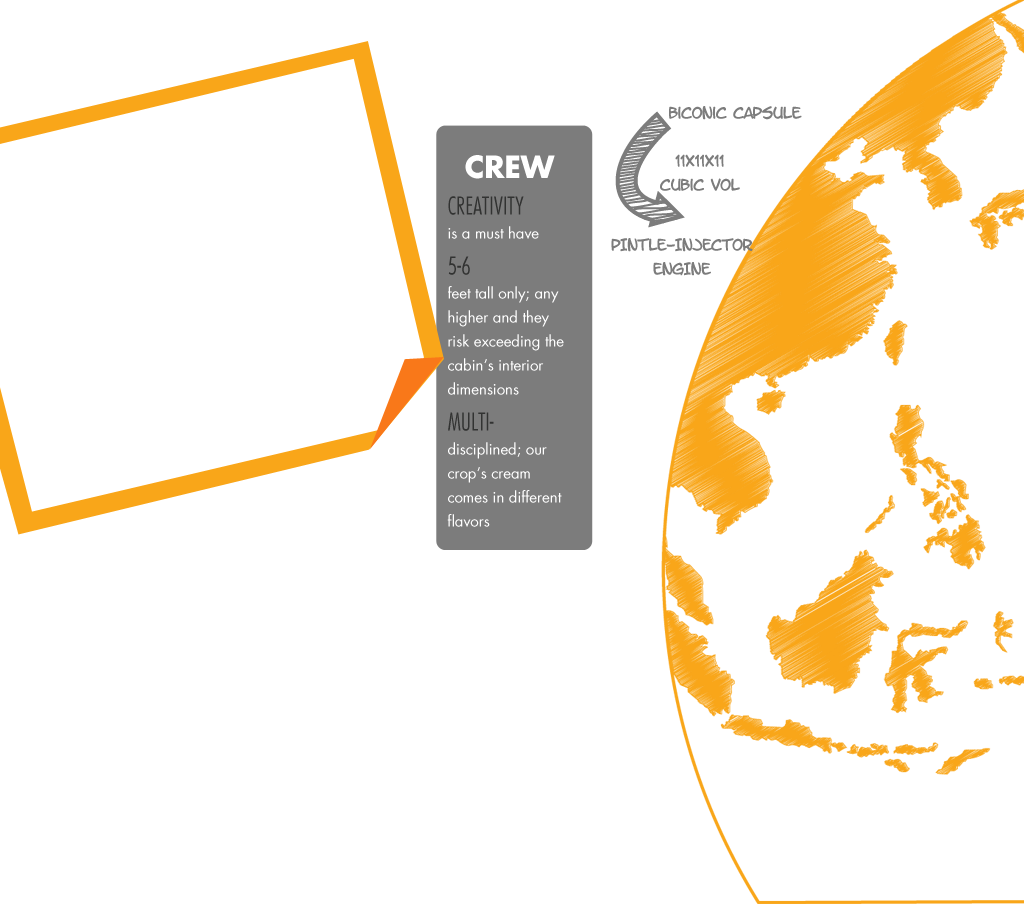 CREW
CREATIVITY
is a must have
5-6
feet tall only; any
higher and they
risk exceeding the
cabin's interior
dimensions
MULTI-
disciplined; our
crop's cream
comes in different
flavors
BICONIC CAPSULE
11X11X11
CUBIC VOL
PINTLE-INJECTOR
ENGINE